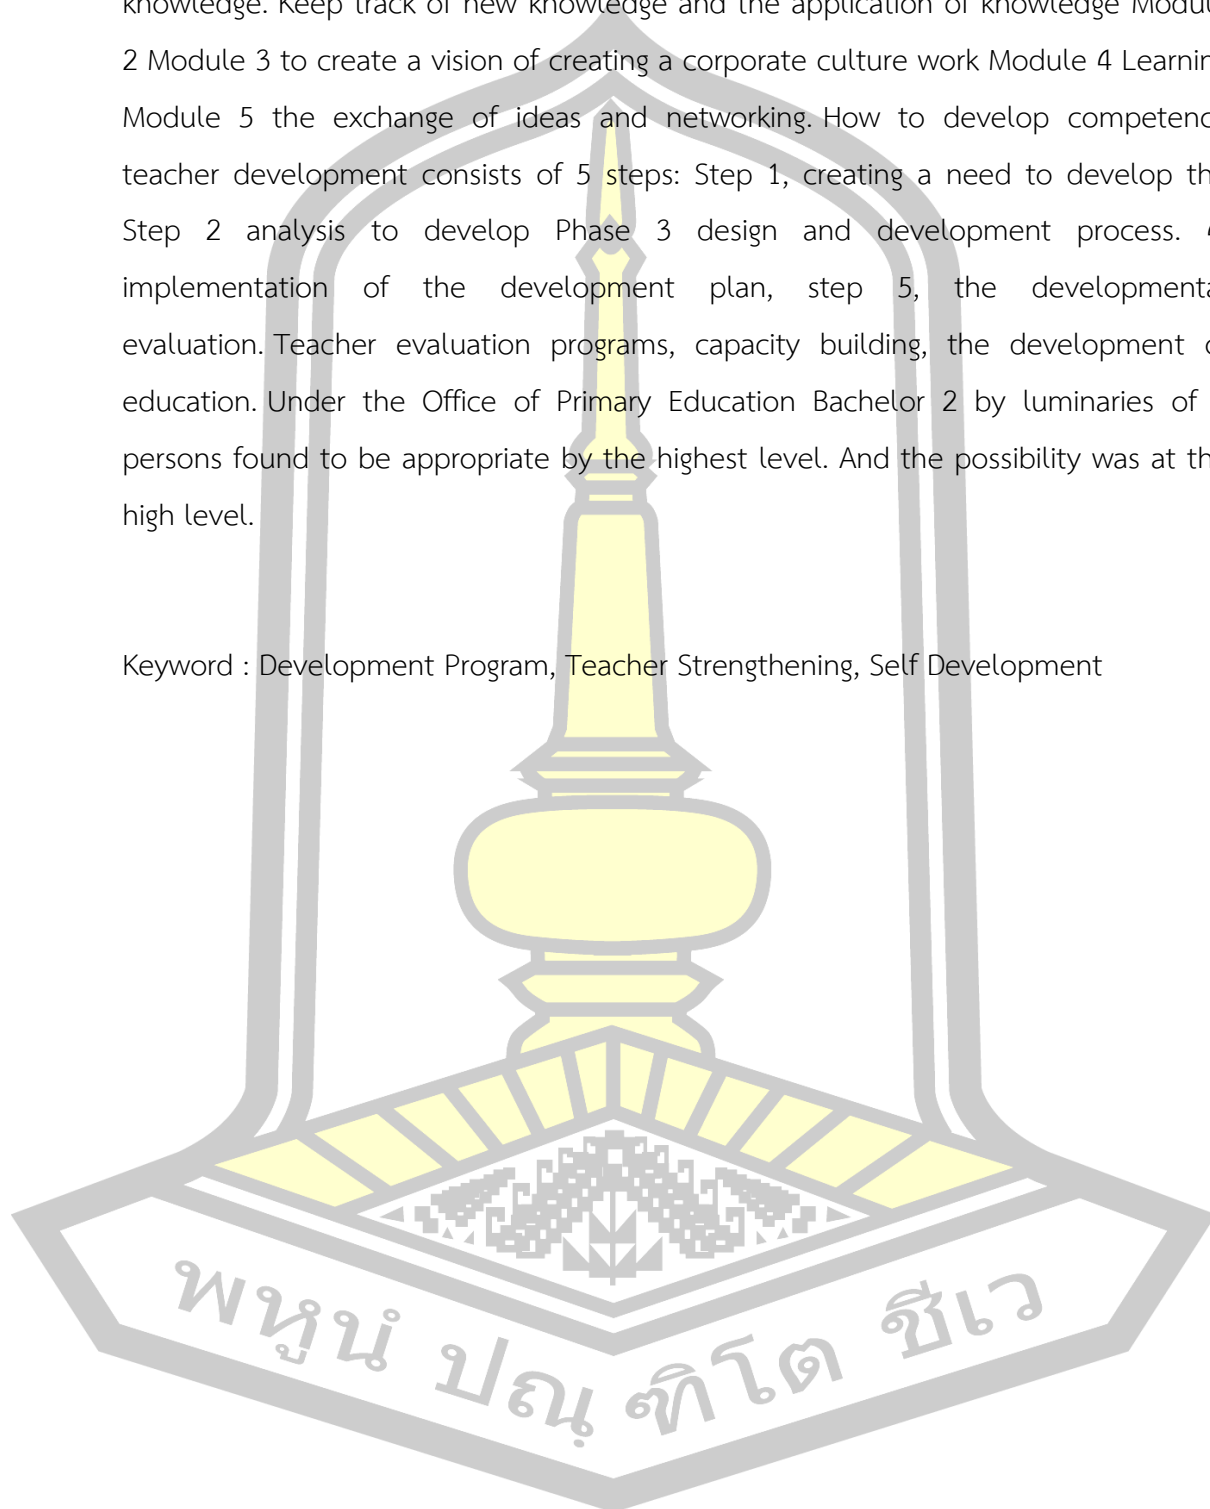 knowledge. Keep track of new knowledge and the application of knowledge Modul
2 Module 3 to create a vision of creating a corporate culture work Module 4 Learnin
Module 5 the exchange of ideas and networking. How to develop competenc
teacher development consists of 5 steps: Step 1, creating a need to develop th
Step 2 analysis to develop Phase 3 design and development process.
implementation of the development plan, step 5, the developmenta
evaluation. Teacher evaluation programs, capacity building, the development o
education. Under the Office of Primary Education Bachelor 2 by luminaries of
persons found to be appropriate by the highest level. And the possibility was at th
high level.
Keyword : Development Program, Teacher Strengthening, Self Development
พหูนํ ปณฺฑิโต ชีเว